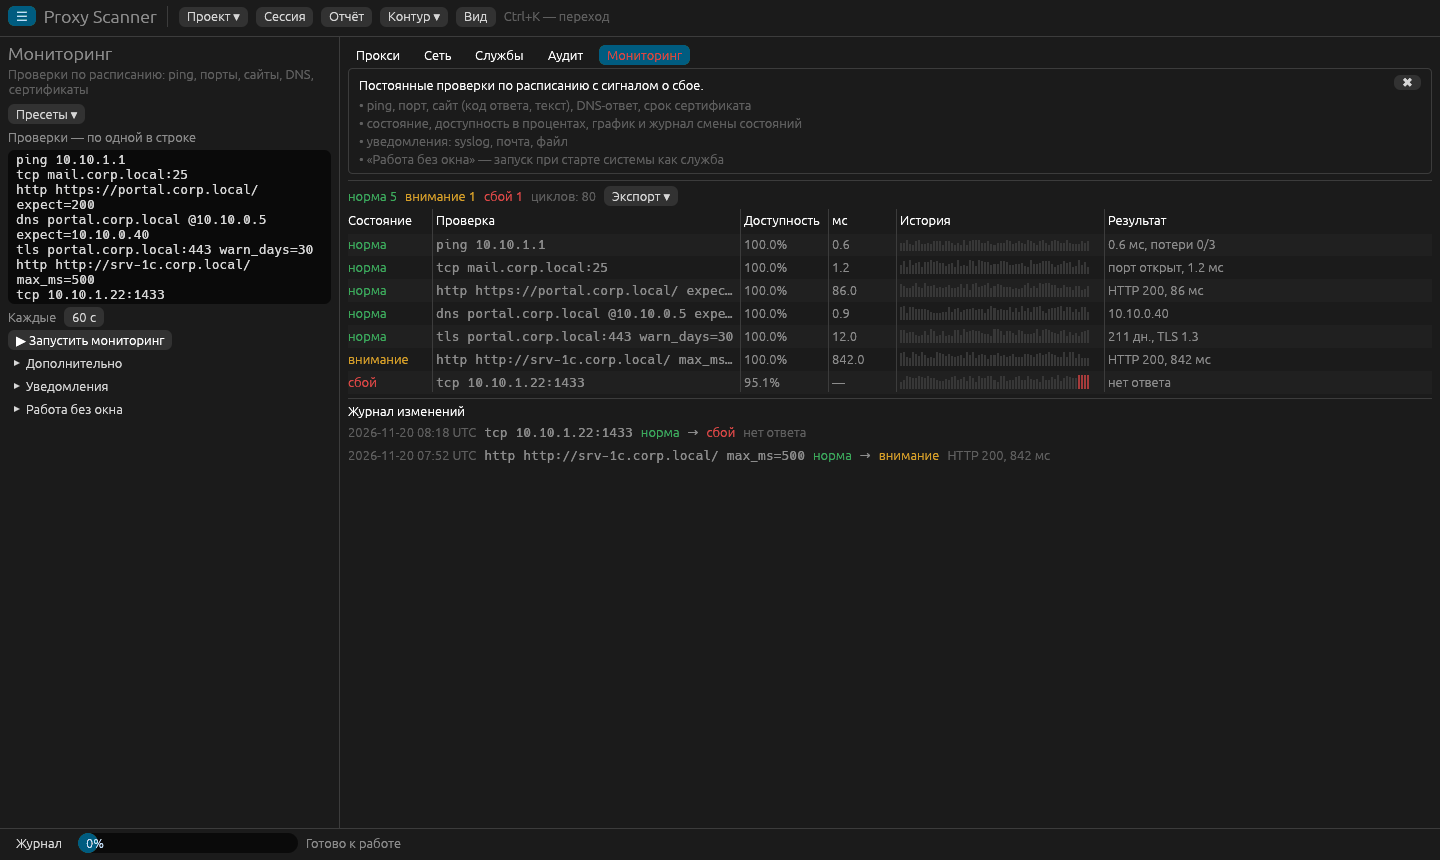 ☰ Proxy Scanner Проект ▾ Сессия Отчёт Контур ▾ Вид Ctrl+K — переход
Мониторинг
Проверки по расписанию: ping, порты, сайты, DNS,
сертификаты
Пресеты ▾
Проверки — по одной в строке
ping 10.10.1.1
tcp mail.corp.local:25
http https://portal.corp.local/
expect=200
dns portal.corp.local @10.10.0.5
expect=10.10.0.40
tls portal.corp.local:443 warn_days=30
http http://srv-1c.corp.local/
max_ms=500
tcp 10.10.1.22:1433
Каждые 60 с
▶ Запустить мониторинг
▸ Дополнительно
▸ Уведомления
▸ Работа без окна
Прокси Сеть Службы Аудит Мониторинг
Постоянные проверки по расписанию с сигналом о сбое. ✖
• ping, порт, сайт (код ответа, текст), DNS-ответ, срок сертификата
• состояние, доступность в процентах, график и журнал смены состояний
• уведомления: syslog, почта, файл
• «Работа без окна» — запуск при старте системы как служба
норма 5 внимание 1 сбой 1 циклов: 80 Экспорт ▾
Состояние Проверка Доступность мс История Результат
норма ping 10.10.1.1 100.0% 0.6 0.6 мс, потери 0/3
норма tcp mail.corp.local:25 100.0% 1.2 порт открыт, 1.2 мс
норма http https://portal.corp.local/ expec… 100.0% 86.0 HTTP 200, 86 мс
норма dns portal.corp.local @10.10.0.5 expe… 100.0% 0.9 10.10.0.40
норма tls portal.corp.local:443 warn_days=30 100.0% 12.0 211 дн., TLS 1.3
внимание http http://srv-1c.corp.local/ max_ms… 100.0% 842.0 HTTP 200, 842 мс
сбой tcp 10.10.1.22:1433 95.1% — нет ответа
Журнал изменений
2026-11-20 08:18 UTC tcp 10.10.1.22:1433 норма → сбой нет ответа
2026-11-20 07:52 UTC http http://srv-1c.corp.local/ max_ms=500 норма → внимание HTTP 200, 842 мс
Журнал 0% Готово к работе